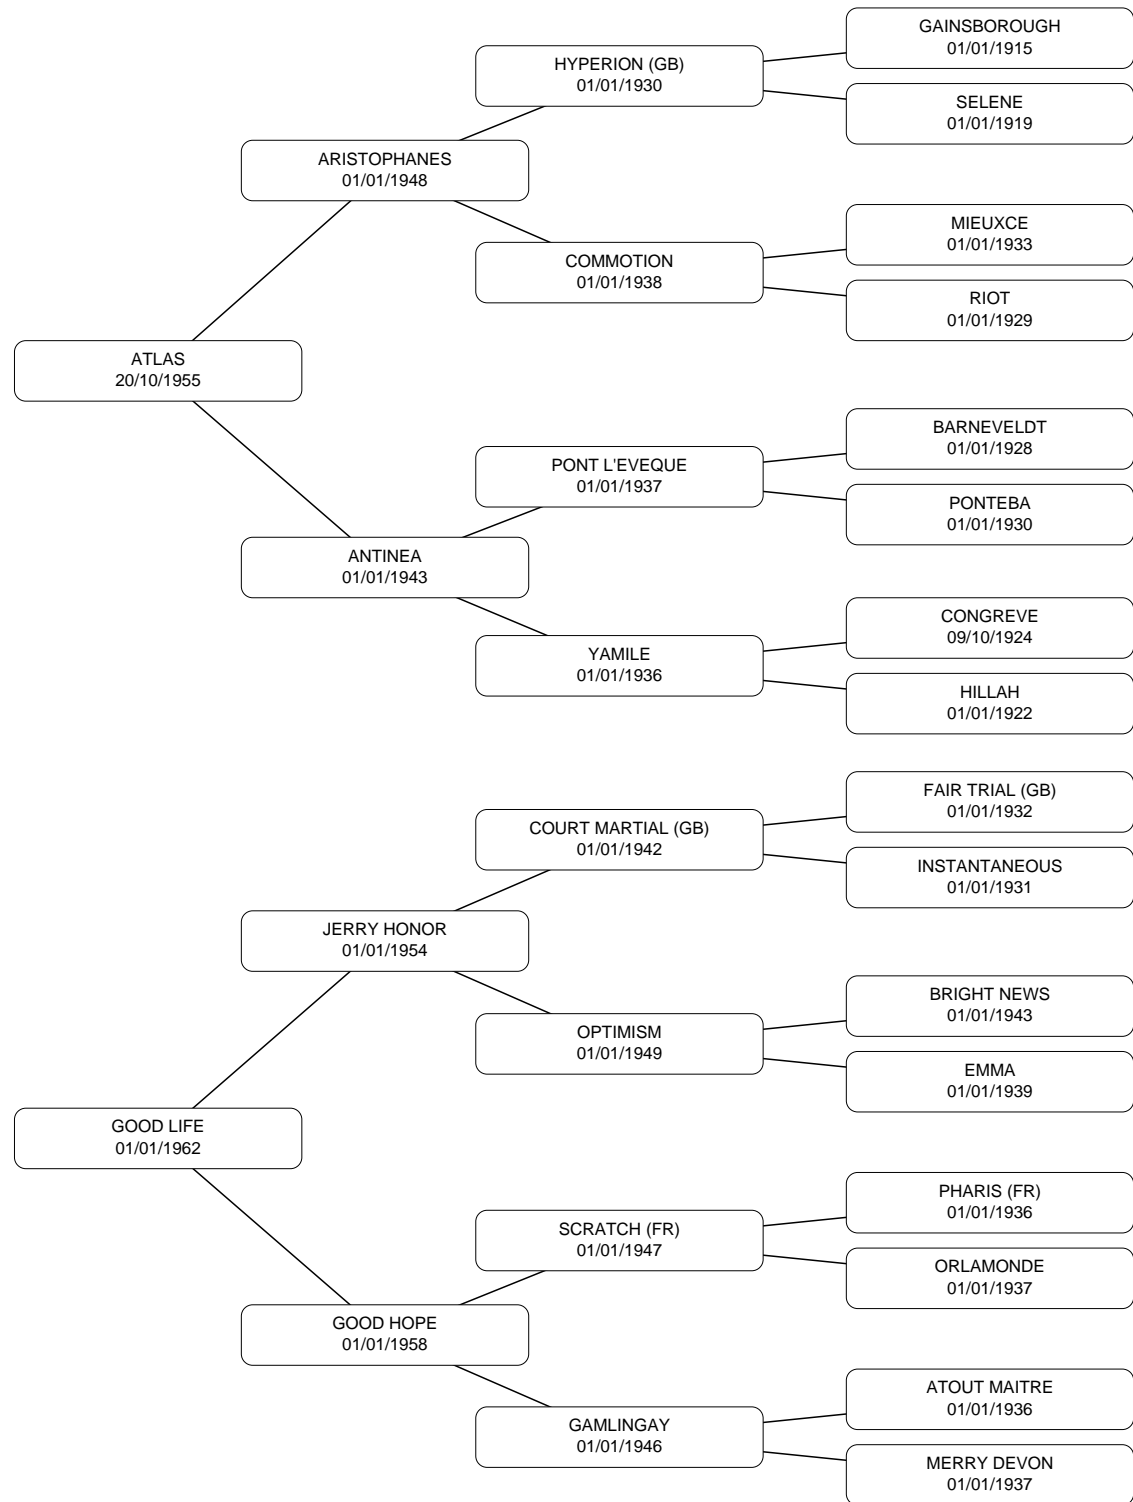 GAINSBOROUGH
01/01/1915
HYPERION (GB)
01/01/1930
SELENE
01/01/1919
ARISTOPHANES
01/01/1948
MIEUXCE
01/01/1933
COMMOTION
01/01/1938
RIOT
01/01/1929
ATLAS
20/10/1955
BARNEVELDT
01/01/1928
PONT L'EVEQUE
01/01/1937
PONTEBA
01/01/1930
ANTINEA
01/01/1943
CONGREVE
09/10/1924
YAMILE
01/01/1936
HILLAH
01/01/1922
FAIR TRIAL (GB)
01/01/1932
COURT MARTIAL (GB)
01/01/1942
INSTANTANEOUS
01/01/1931
JERRY HONOR
01/01/1954
BRIGHT NEWS
01/01/1943
OPTIMISM
01/01/1949
EMMA
01/01/1939
GOOD LIFE
01/01/1962
PHARIS (FR)
01/01/1936
SCRATCH (FR)
01/01/1947
ORLAMONDE
01/01/1937
GOOD HOPE
01/01/1958
ATOUT MAITRE
01/01/1936
GAMLINGAY
01/01/1946
MERRY DEVON
01/01/1937